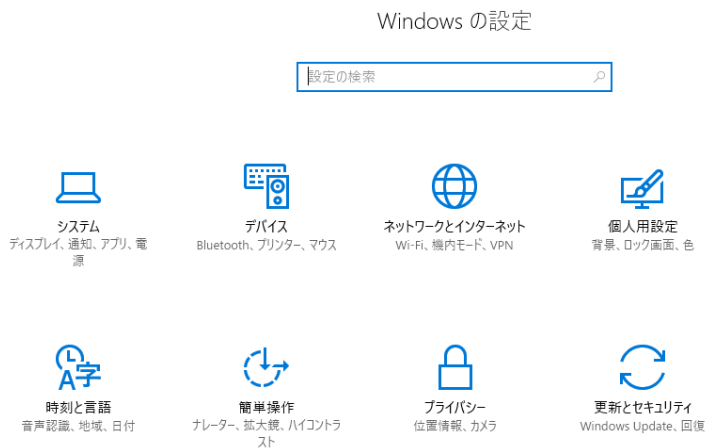 Windows の設定
設定の検索
システム
ディスプレイ、通知、アプリ、電
源
デバイス
Bluetooth、プリンター、マウス
ネットワークとインターネット
Wi-Fi、機内モード、VPN
個人用設定
背景、ロック画面、色
時刻と言語
音声認識、地域、日付
簡単操作
ナレーター、拡大鏡、ハイコントラ
スト
プライバシー
位置情報、カメラ
更新とセキュリティ
Windows Update、回復